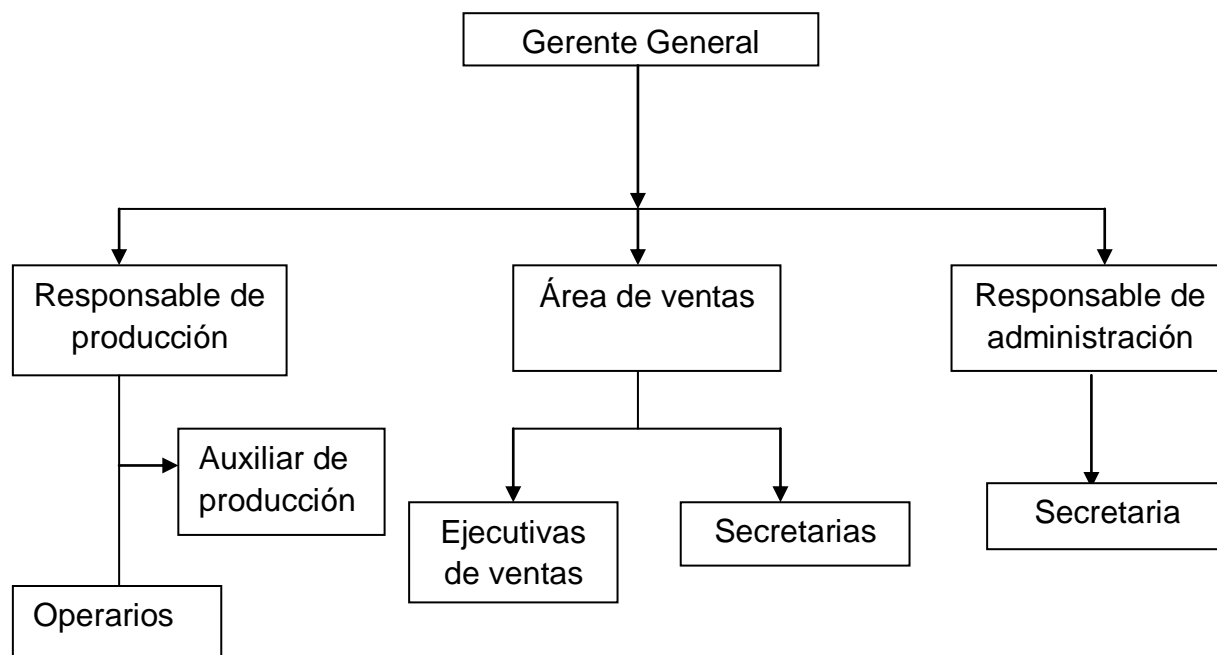 Gerente General
Responsable de
producción
Área de ventas
Responsable de
administración
Auxiliar de
producción
Ejecutivas
de ventas
Secretarias
Secretaria
Operarios